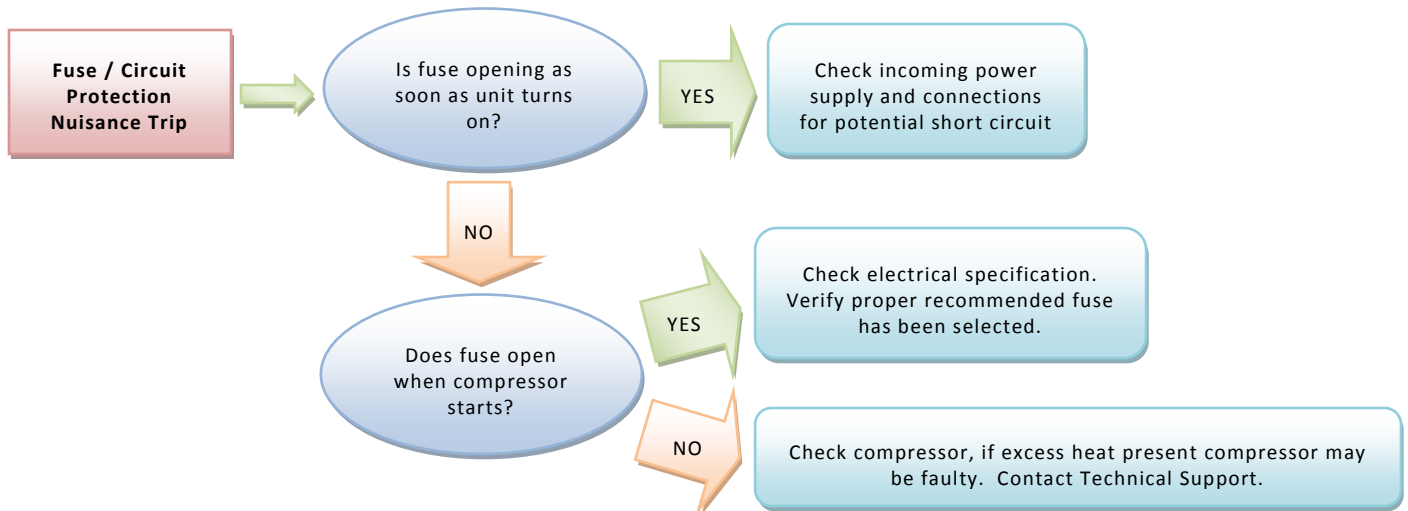 Fuse / Circuit
Protection
Nuisance Trip
Is fuse opening as
soon as unit turns
on?
YES
Check incoming power
supply and connections
for potential short circuit
NO
Does fuse open
when compressor
starts?
YES
Check electrical specification.
Verify proper recommended fuse
has been selected.
NO
Check compressor, if excess heat present compressor may
be faulty.  Contact Technical Support.